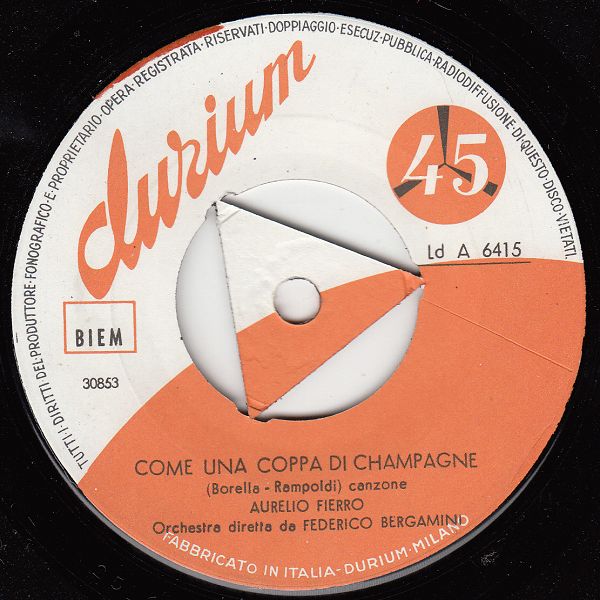 TUTTI·I DIRITTI DEL·PRODUTTORE·FONOGRAFICO·E PROPRIETARIO·OPERA·REGISTRATA·RISERVATI·DOPPIAGGIO·ESECUZ·PUBBLICA·RADIODIFFUSIONE·DI·QUESTO·DISCO·VIETATI.
durium
45
Ld A 6415
BIEM
30853
COME UNA COPPA DI CHAMPAGNE
(Borella - Rampoldi) canzone
AURELIO FIERRO
Orchestra diretta da FEDERICO BERGAMINI
FABBRICATO IN ITALIA-DURIUM-MILANO